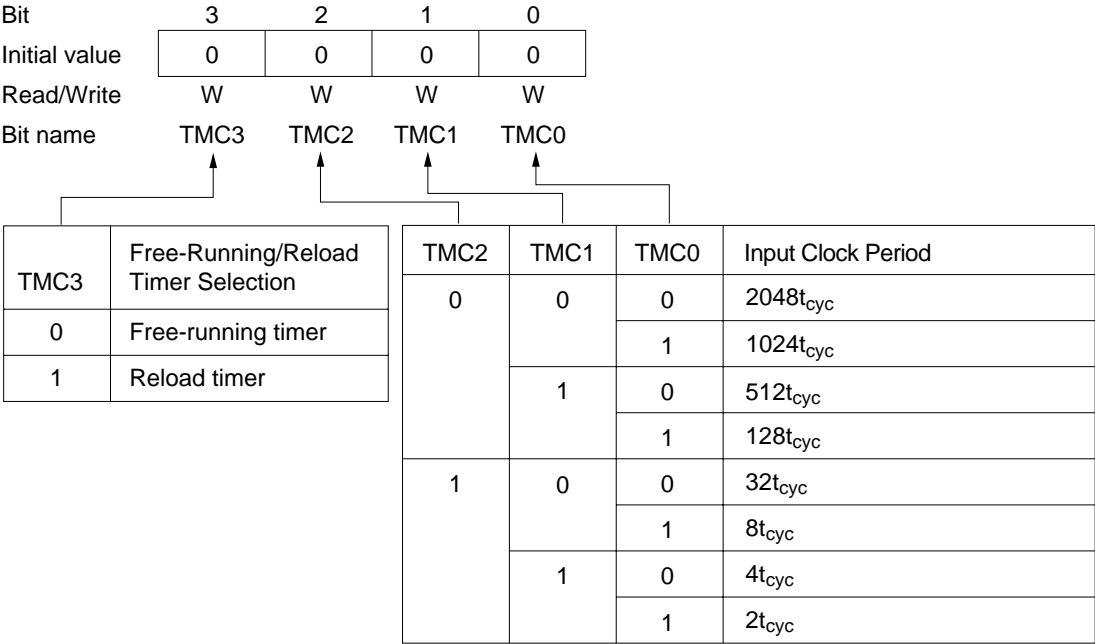 Bit 3 2 1 0
Initial value 0 0 0 0
Read/Write W W W W
Bit name TMC3 TMC2 TMC1 TMC0
TMC3 Free-Running/Reload
Timer Selection
0 Free-running timer
1 Reload timer
TMC2 TMC1 TMC0 Input Clock Period
0 0 0 2048tcyc
1 1024tcyc
1 0 512tcyc
1 128tcyc
1 0 0 32tcyc
1 8tcyc
1 0 4tcyc
1 2tcyc